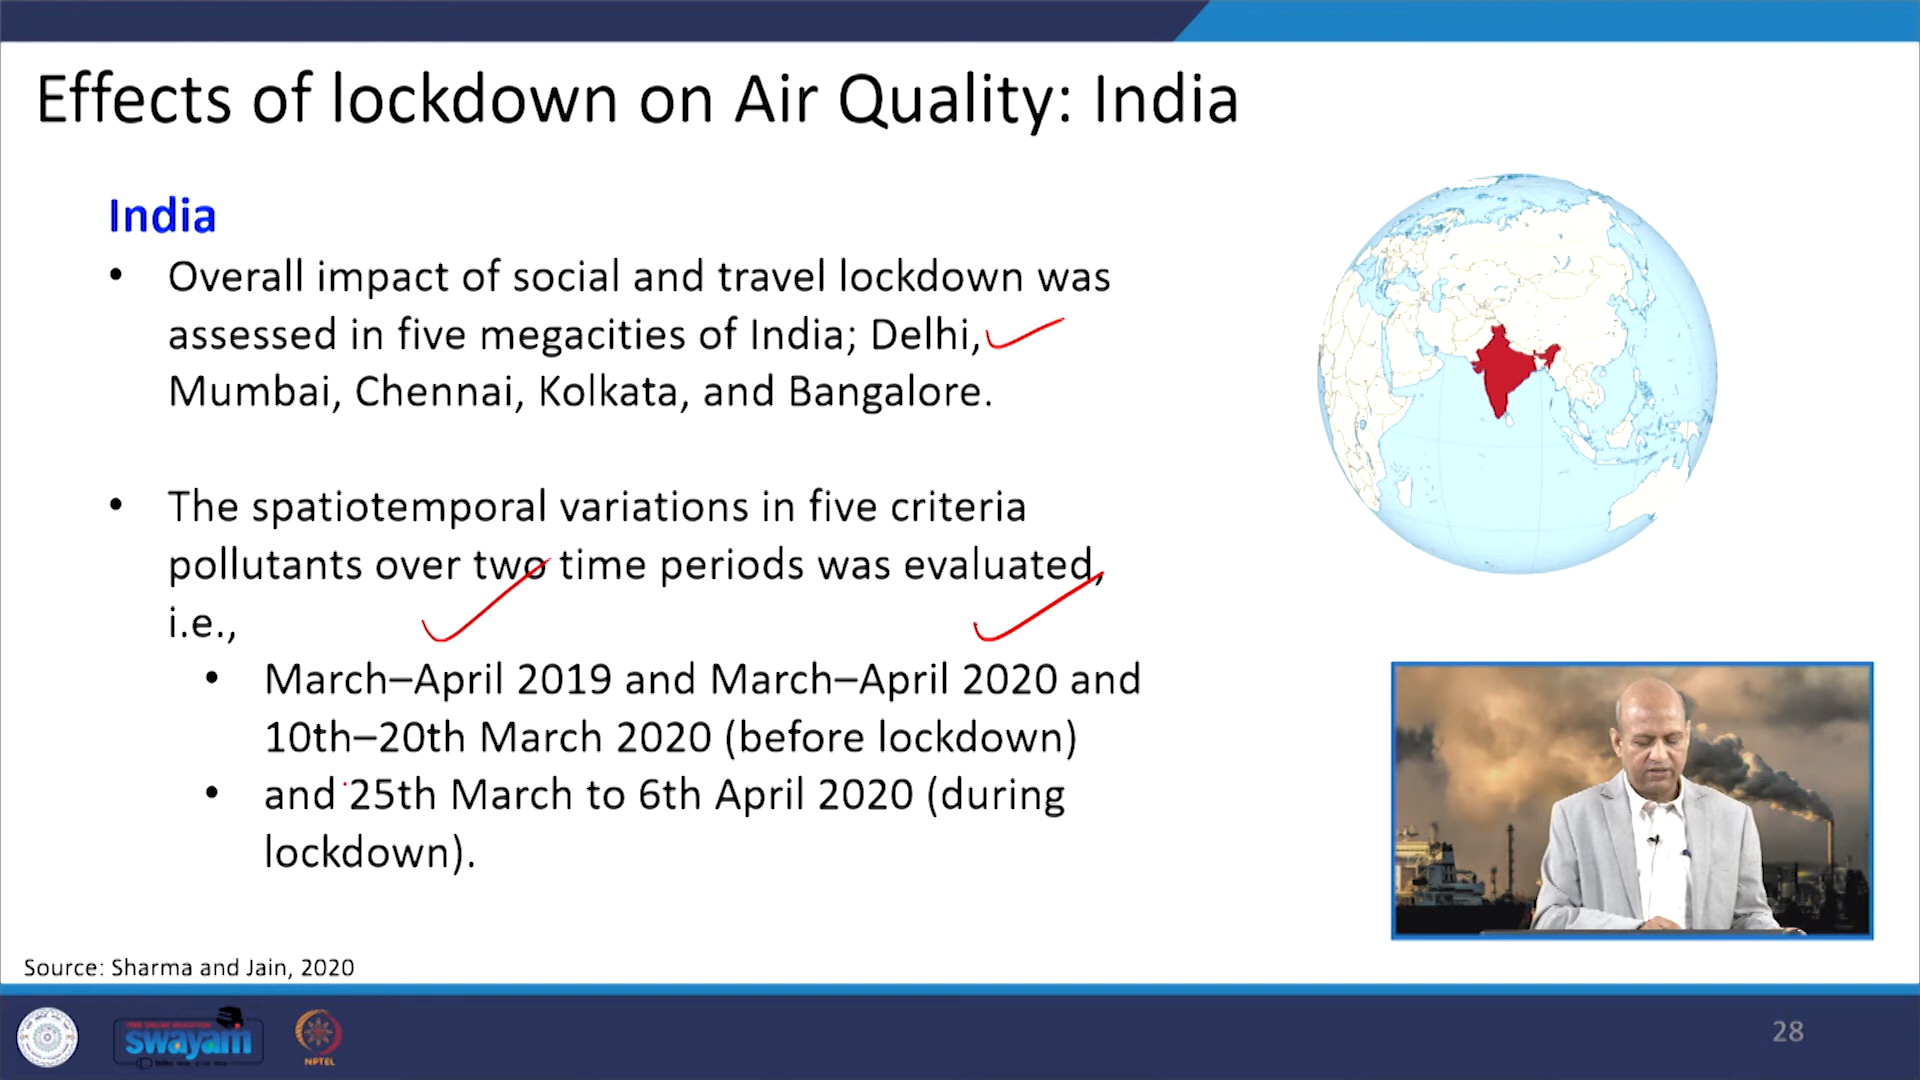 Effects of lockdown on Air Quality: India
India
• Overall impact of social and travel lockdown was
assessed in five megacities of India; Delhi,
Mumbai, Chennai, Kolkata, and Bangalore.
• The spatiotemporal variations in five criteria
pollutants over two time periods was evaluated,
i.e.,
• March–April 2019 and March–April 2020 and
10th–20th March 2020 (before lockdown)
• and 25th March to 6th April 2020 (during
lockdown).
Source: Sharma and Jain, 2020
swayam
NPTEL
28